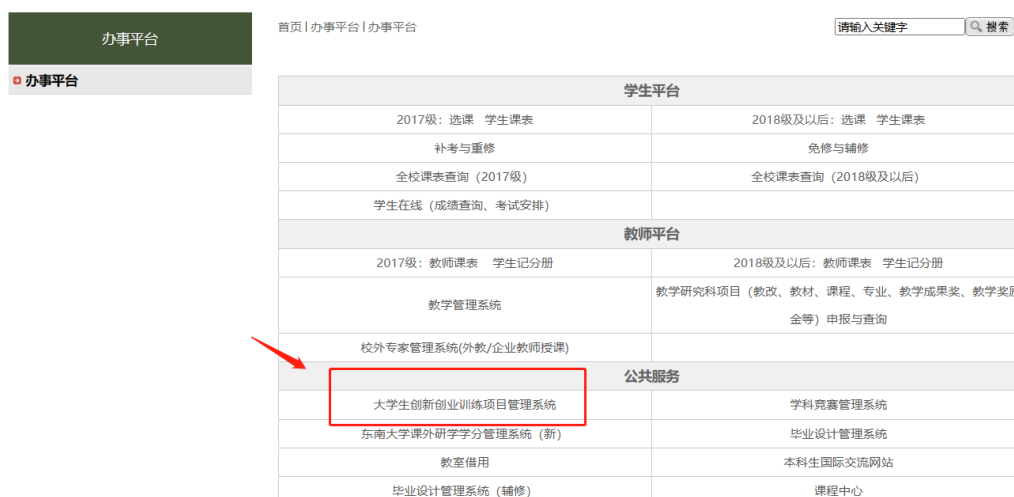 办事平台
办事平台
首页 | 办事平台 | 办事平台
请输入关键字 搜索
学生平台
2017级：选课 学生课表 2018级及以后：选课 学生课表
补考与重修 免修与辅修
全校课表查询（2017级） 全校课表查询（2018级及以后）
学生在线（成绩查询、考试安排）
教师平台
2017级：教师课表 学生记分册 2018级及以后：教师课表 学生记分册
教学管理系统 教学研究科项目（教改、教材、课程、专业、教学成果奖、教学奖励
金等）申报与查询
校外专家管理系统(外教/企业教师授课)
公共服务
大学生创新创业训练项目管理系统 学科竞赛管理系统
东南大学课外研学学分管理系统（新） 毕业设计管理系统
教室借用 本科生国际交流网站
毕业设计管理系统（辅修） 课程中心